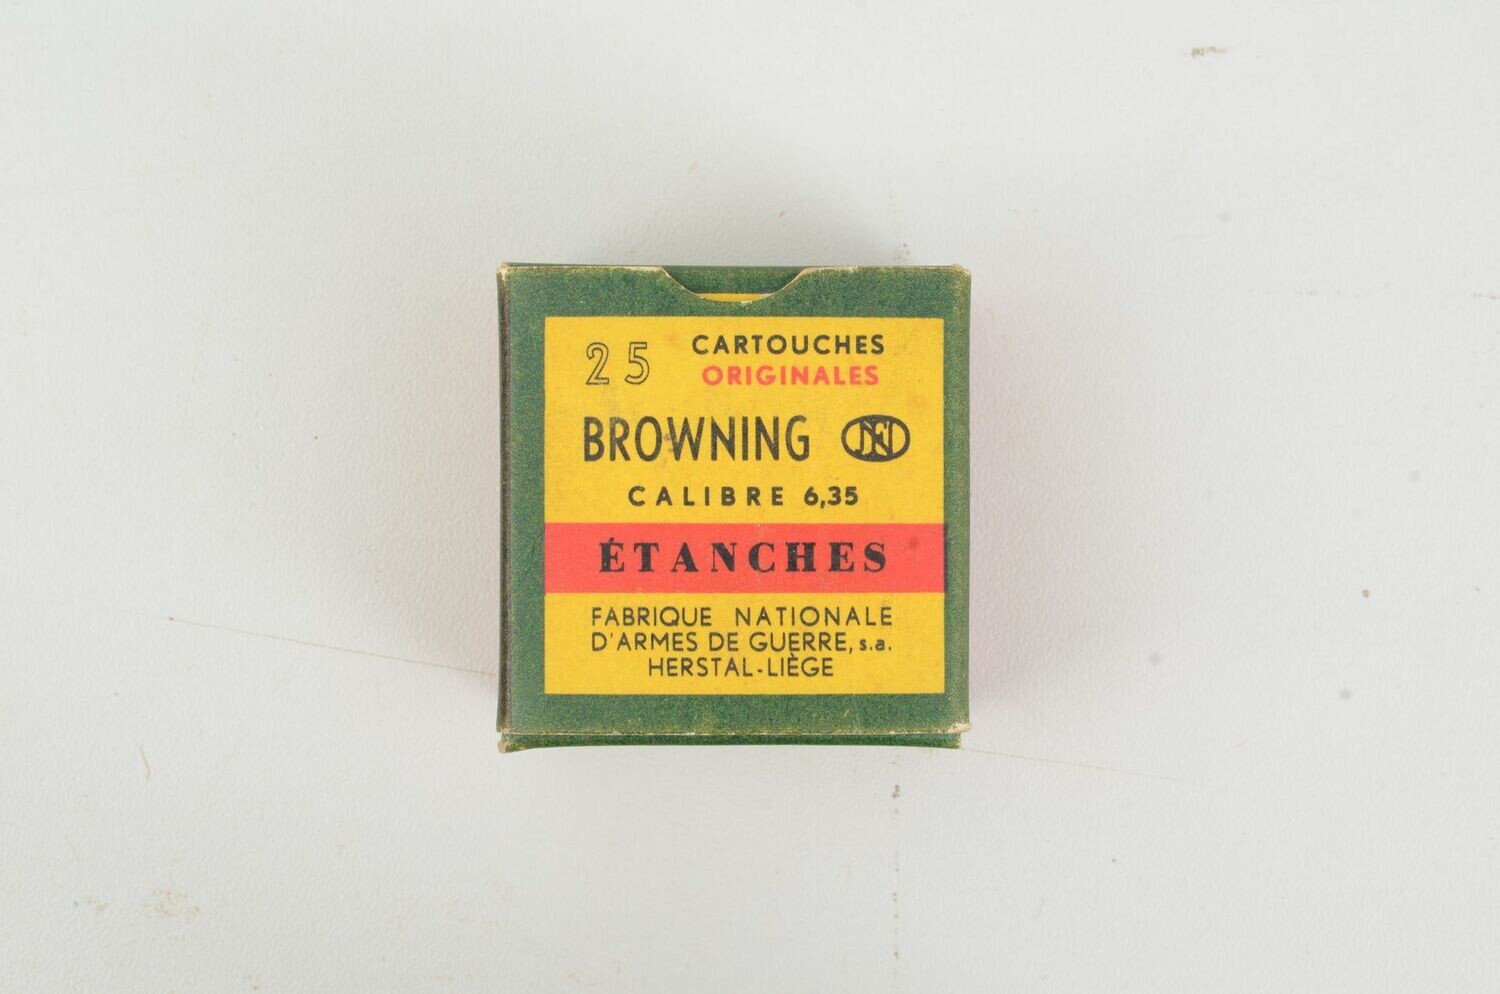 25 CARTOUCHES
ORIGINALES
BROWNING FN
CALIBRE 6,35
ÉTANCHES
FABRIQUE NATIONALE
D'ARMES DE GUERRE, s.a.
HERSTAL-LIÈGE